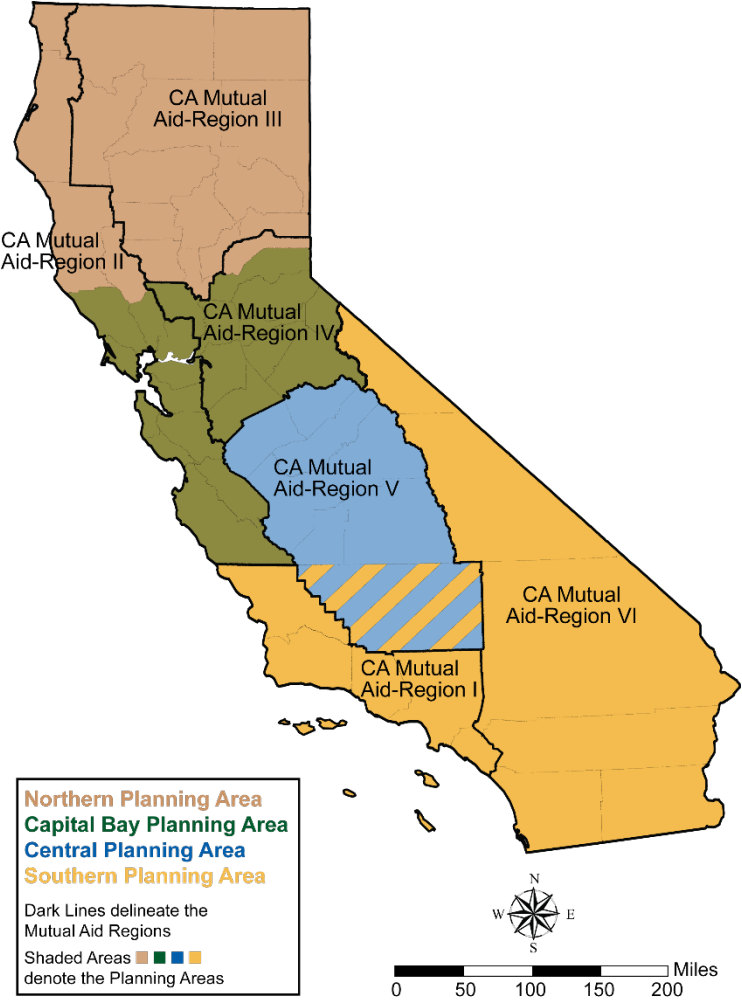 CA Mutual
Aid-Region III
CA Mutual
Aid-Region II
CA Mutual
Aid-Region IV
CA Mutual
Aid-Region V
CA Mutual
Aid-Region VI
CA Mutual
Aid-Region I
Northern Planning Area
Capital Bay Planning Area
Central Planning Area
Southern Planning Area
Dark Lines delineate the
Mutual Aid Regions
Shaded Areas
denote the Planning Areas
N
W E
S
Miles
0 50 100 150 200